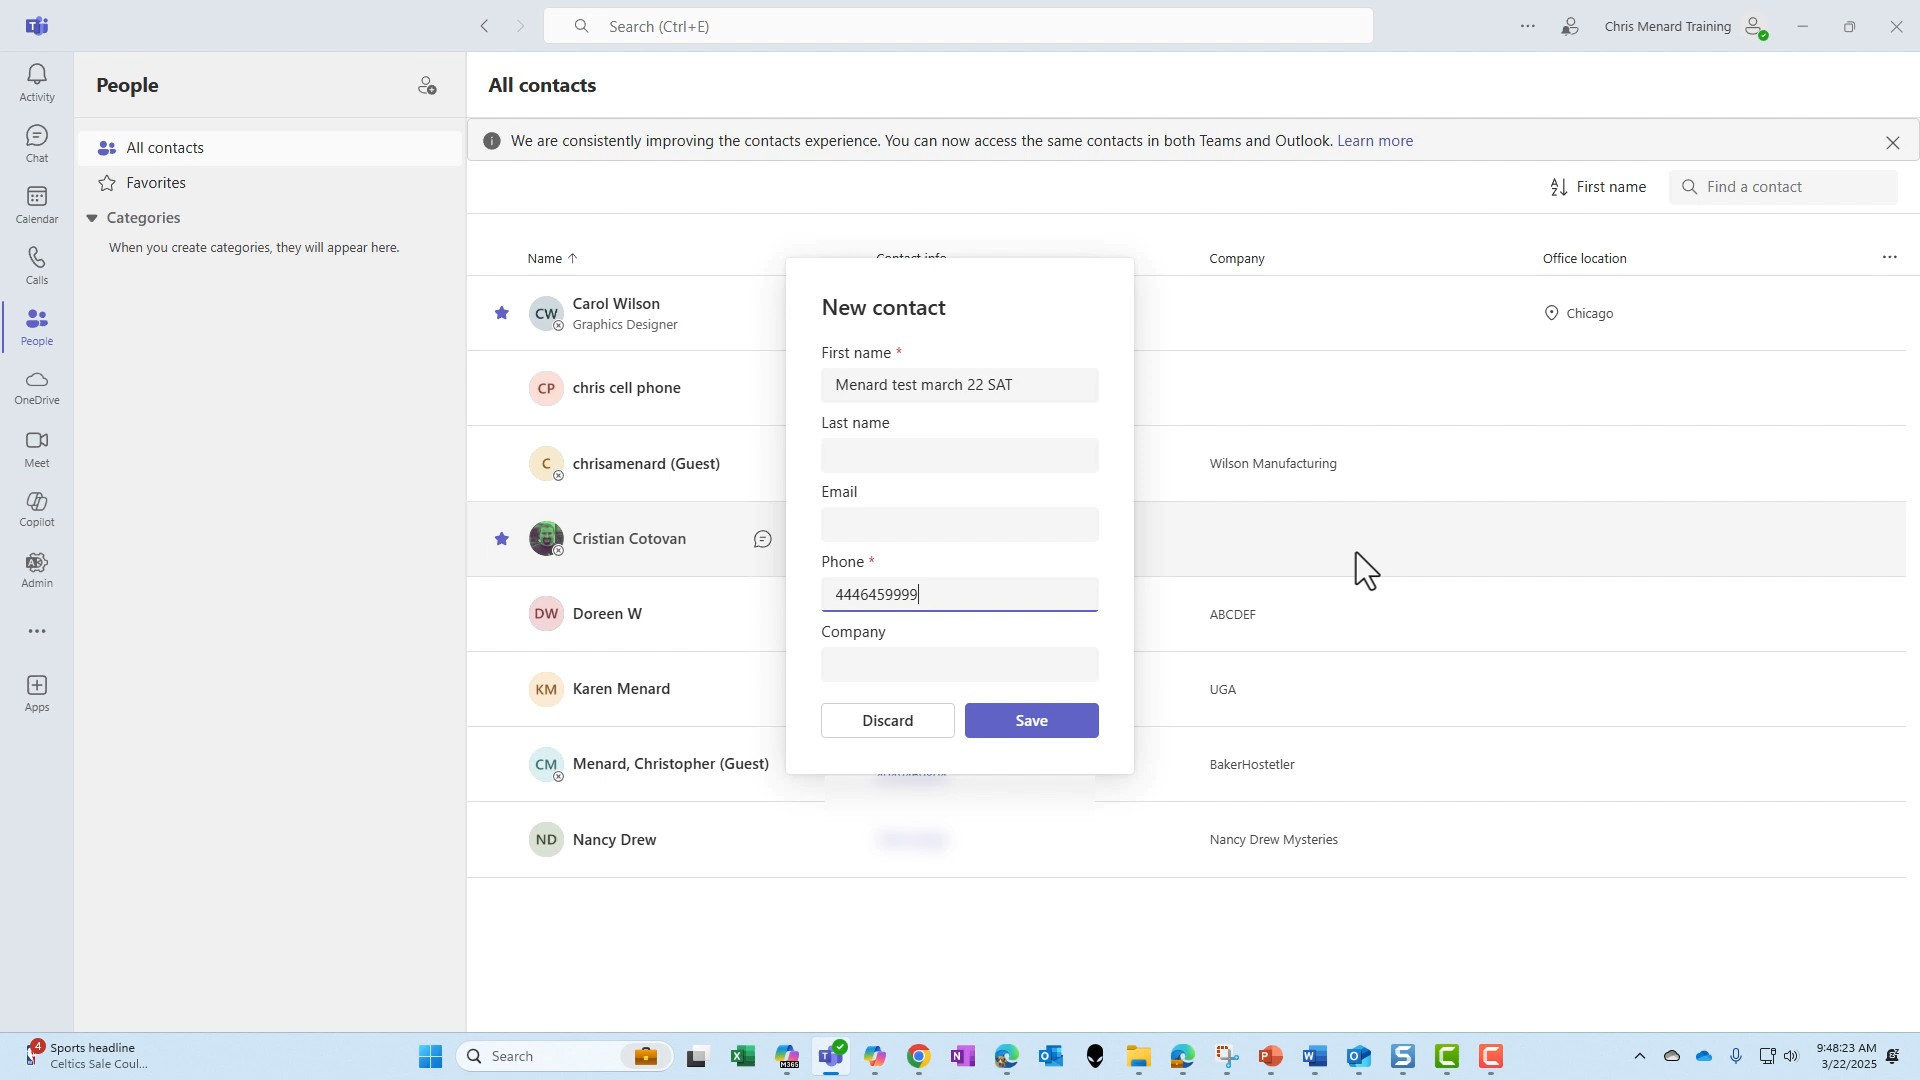 Search (Ctrl+E)
Chris Menard Training
Activity
Chat
Calendar
Calls
People
OneDrive
Meet
Copilot
Admin
Apps
People
All contacts
Favorites
Categories
When you create categories, they will appear here.
All contacts
We are consistently improving the contacts experience. You can now access the same contacts in both Teams and Outlook. Learn more
First name
Find a contact
Name
Contact info
Company
Office location
CW
Carol Wilson
Graphics Designer
Chicago
CP
chris cell phone
C
chrisamenard (Guest)
Wilson Manufacturing
Cristian Cotovan
DW
Doreen W
ABCDEF
KM
Karen Menard
UGA
CM
Menard, Christopher (Guest)
BakerHostetler
ND
Nancy Drew
Nancy Drew Mysteries
New contact
First name *
Menard test march 22 SAT
Last name
Email
Phone *
4446459999
Company
Discard
Save
4
Sports headline
Celtics Sale Coul...
Search
M365
9:48:23 AM
3/22/2025